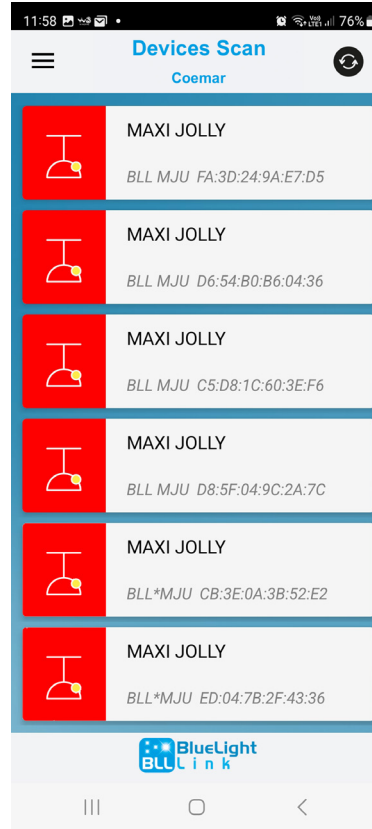 11:58
Vo) LTE1 76%
Devices Scan
Coemar
MAXI JOLLY
BLL MJU FA:3D:24:9A:E7:D5
MAXI JOLLY
BLL MJU D6:54:B0:B6:04:36
MAXI JOLLY
BLL MJU C5:D8:1C:60:3E:F6
MAXI JOLLY
BLL MJU D8:5F:04:9C:2A:7C
MAXI JOLLY
BLL*MJU CB:3E:0A:3B:52:E2
MAXI JOLLY
BLL*MJU ED:04:7B:2F:43:36
BlueLight
BLL Link